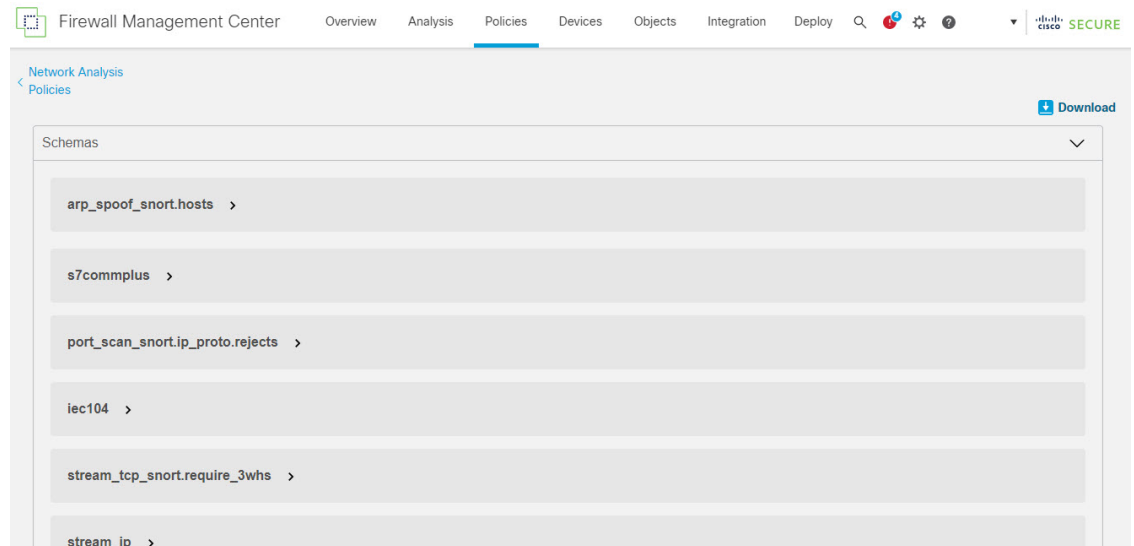 Firewall Management Center Overview Analysis Policies Devices Objects Integration Deploy 4 ? cisco SECURE
Network Analysis
Policies
Download
Schemas
arp_spoof_snort.hosts
s7commplus
port_scan_snort.ip_proto.rejects
iec104
stream_tcp_snort.require_3whs
stream_ip